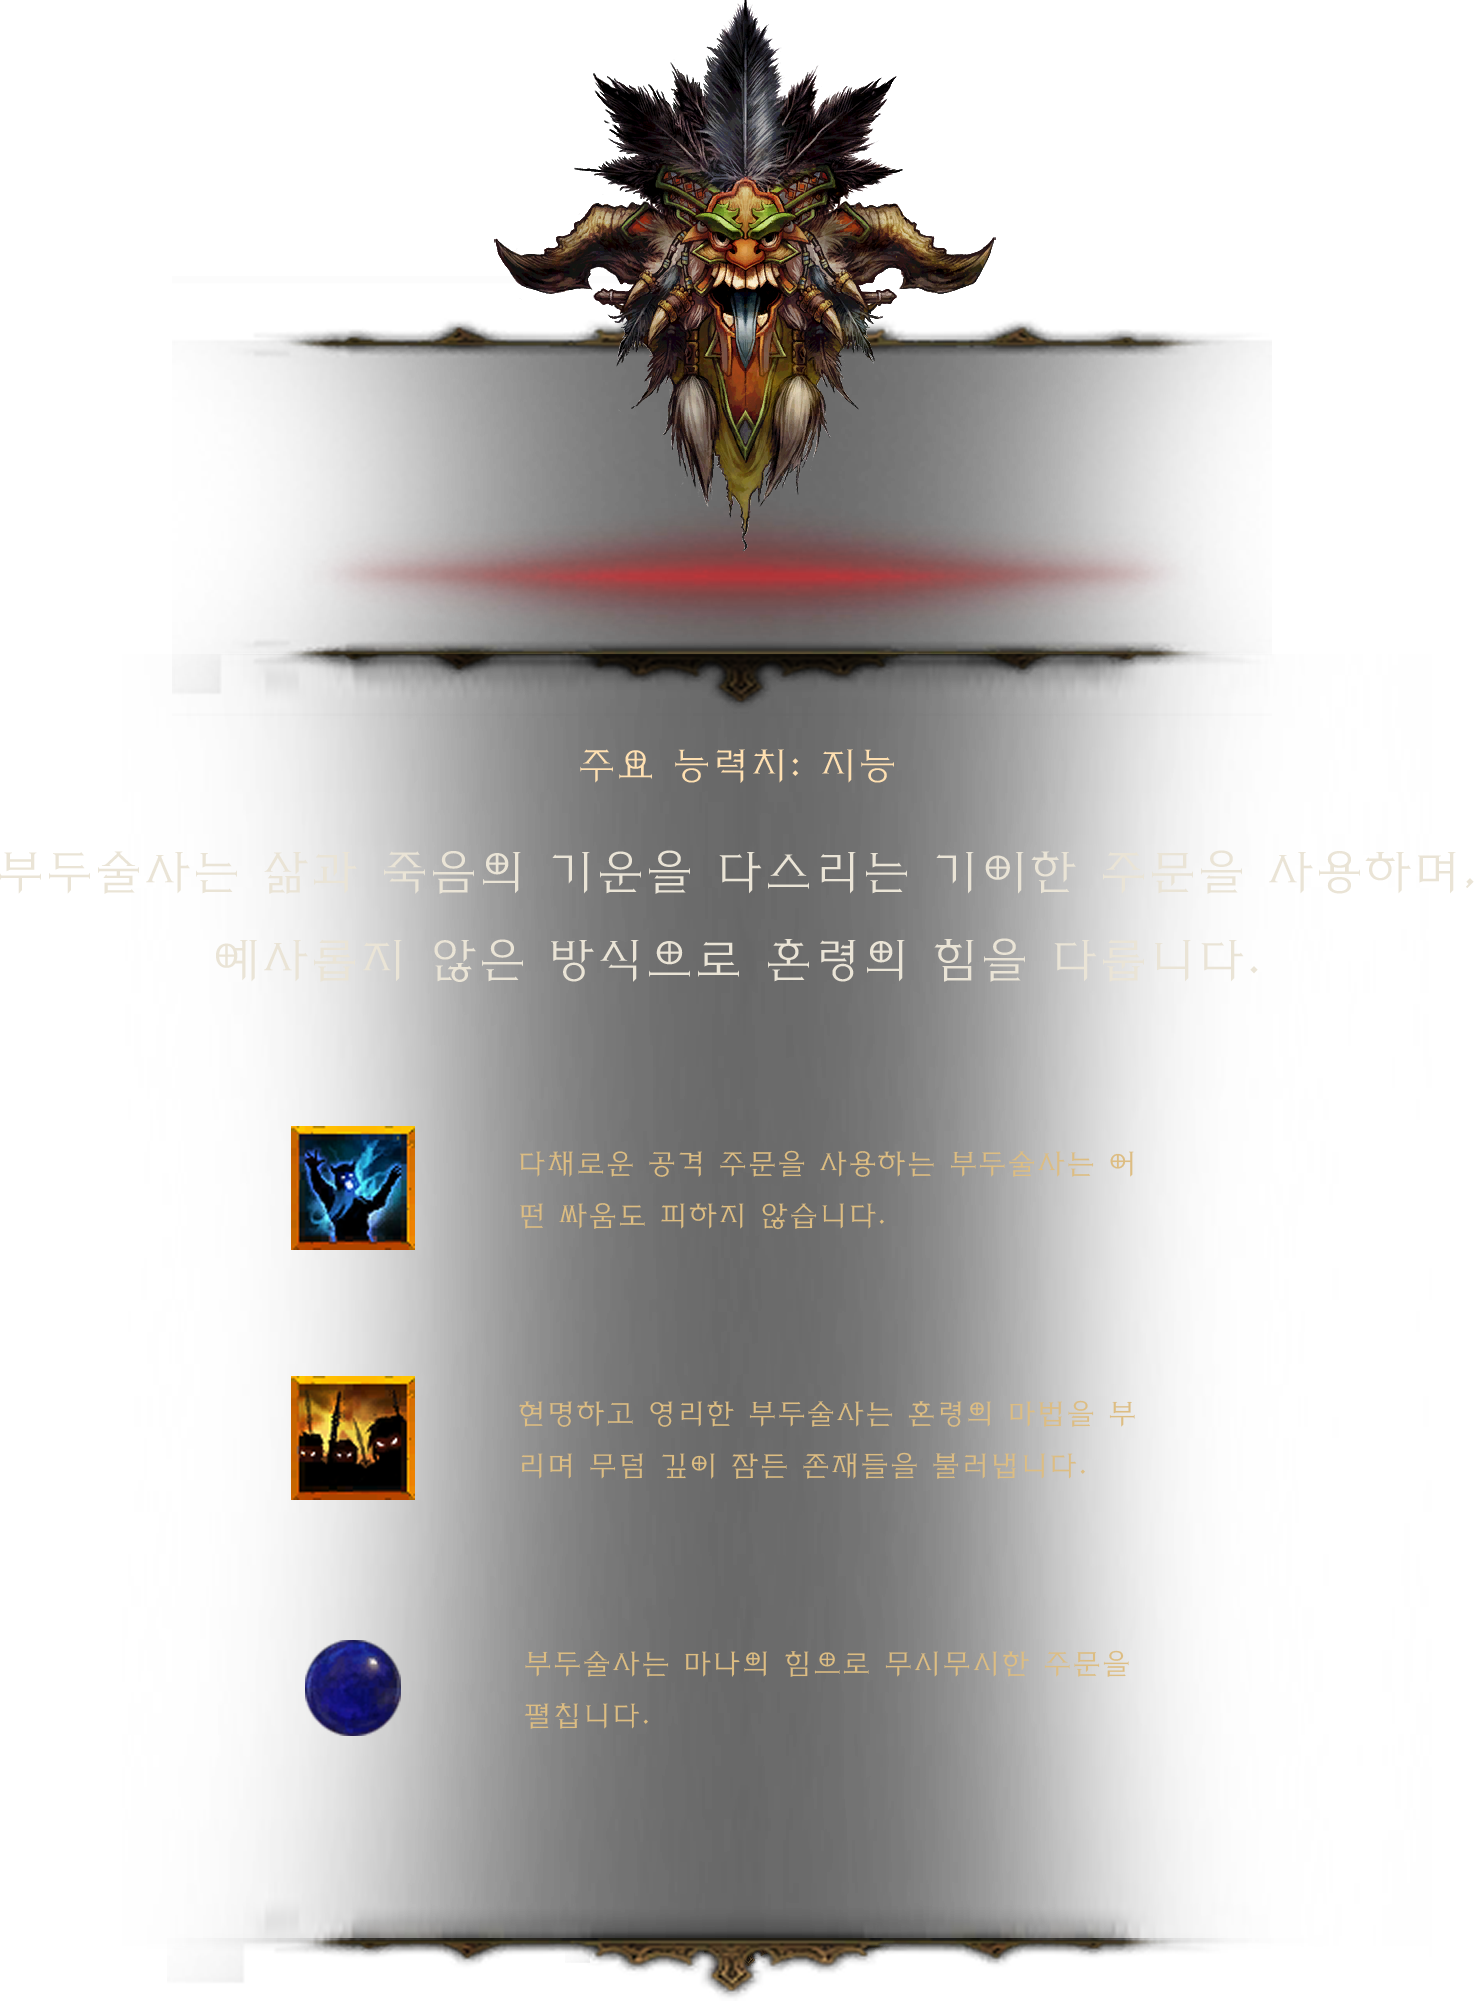 주요 능력치: 지능
부두술사는 삶과 죽음의 기운을 다스리는 기이한 주문을 사용하며,
예사롭지 않은 방식으로 혼령의 힘을 다룹니다.
다채로운 공격 주문을 사용하는 부두술사는 어
떤 싸움도 피하지 않습니다.
현명하고 영리한 부두술사는 혼령의 마법을 부
리며 무덤 깊이 잠든 존재들을 불러냅니다.
부두술사는 마나의 힘으로 무시무시한 주문을
펼칩니다.